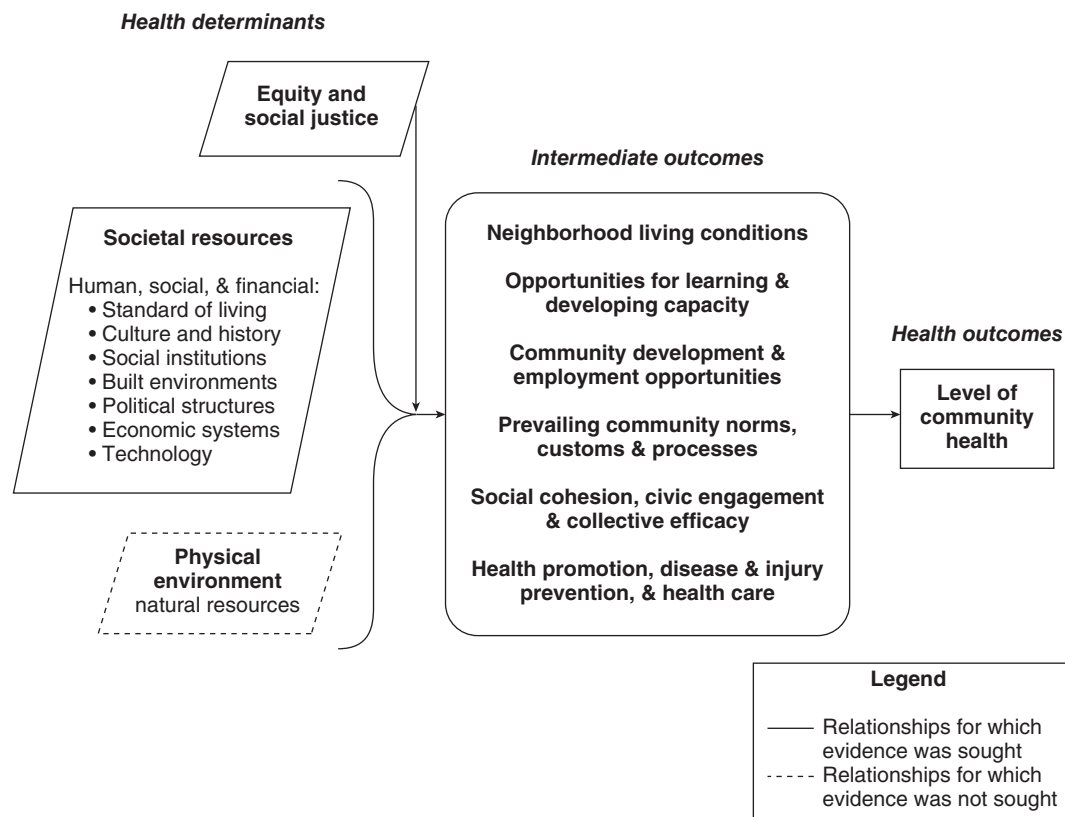 Health determinants
Equity and
social justice
Societal resources
Human, social, & financial:
• Standard of living
• Culture and history
• Social institutions
• Built environments
• Political structures
• Economic systems
• Technology
Physical
environment
natural resources
Intermediate outcomes
Neighborhood living conditions
Opportunities for learning &
developing capacity
Community development &
employment opportunities
Prevailing community norms,
customs & processes
Social cohesion, civic engagement
& collective efficacy
Health promotion, disease & injury
prevention, & health care
Health outcomes
Level of
community
health
Legend
Relationships for which
evidence was sought
Relationships for which
evidence was not sought